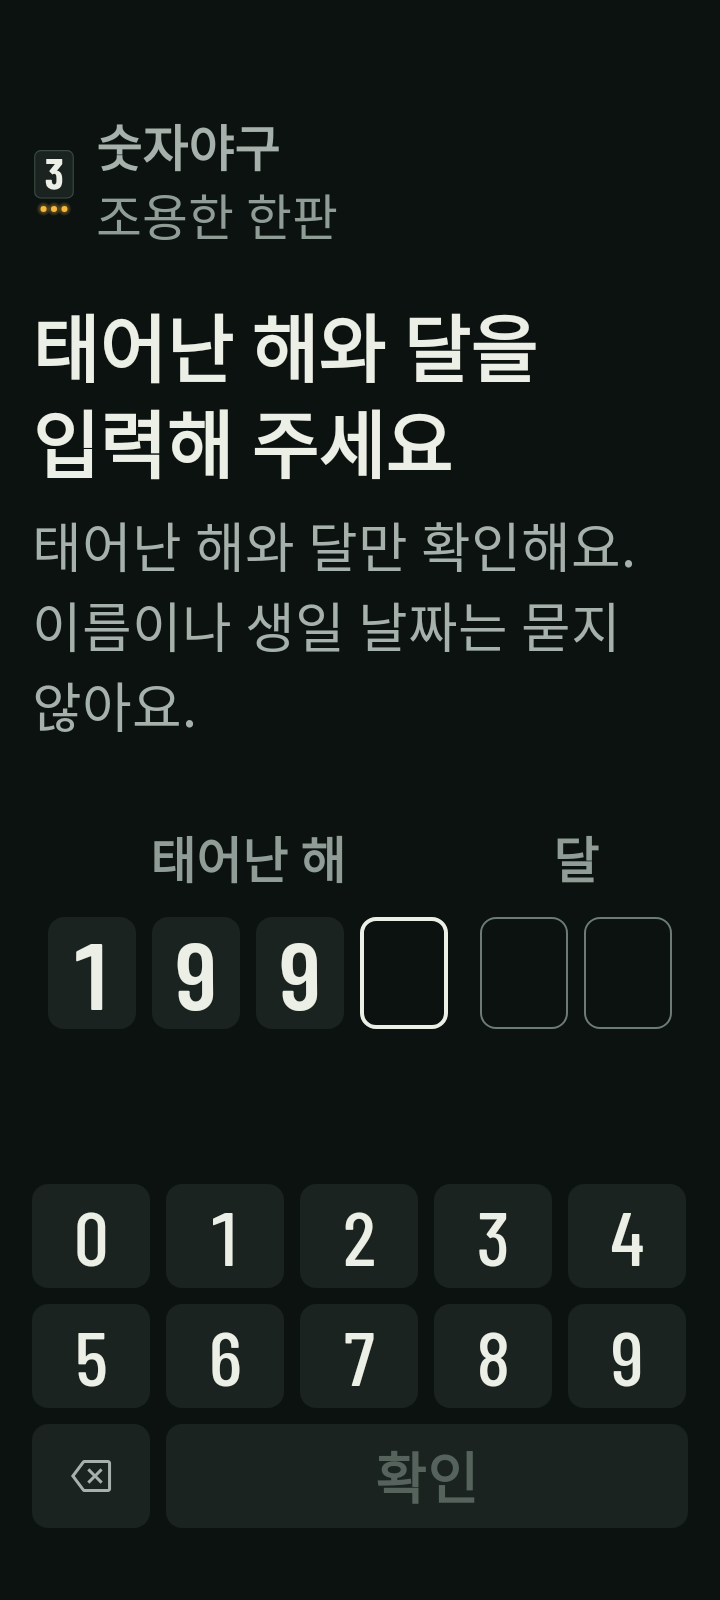 3
숫자야구
조용한 한판
태어난 해와 달을
입력해 주세요
태어난 해와 달만 확인해요.
이름이나 생일 날짜는 묻지
않아요.
태어난 해 달
1 9 9
0 1 2 3 4
5 6 7 8 9
확인